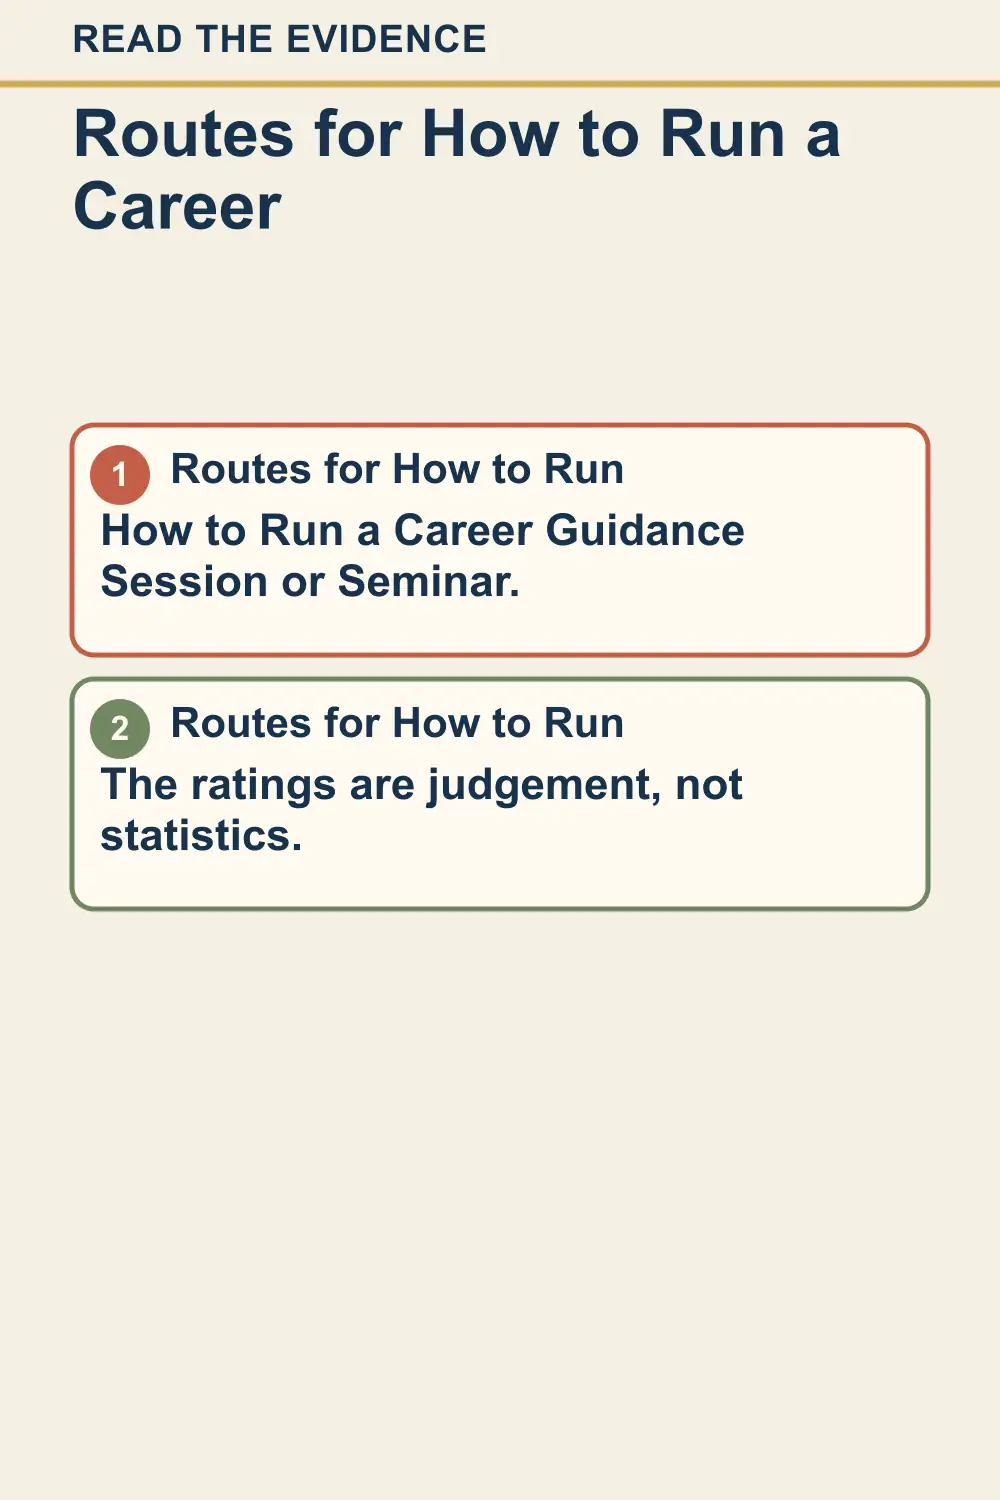 READ THE EVIDENCE
Routes for How to Run a
Career
1 Routes for How to Run
How to Run a Career Guidance
Session or Seminar.
2 Routes for How to Run
The ratings are judgement, not
statistics.